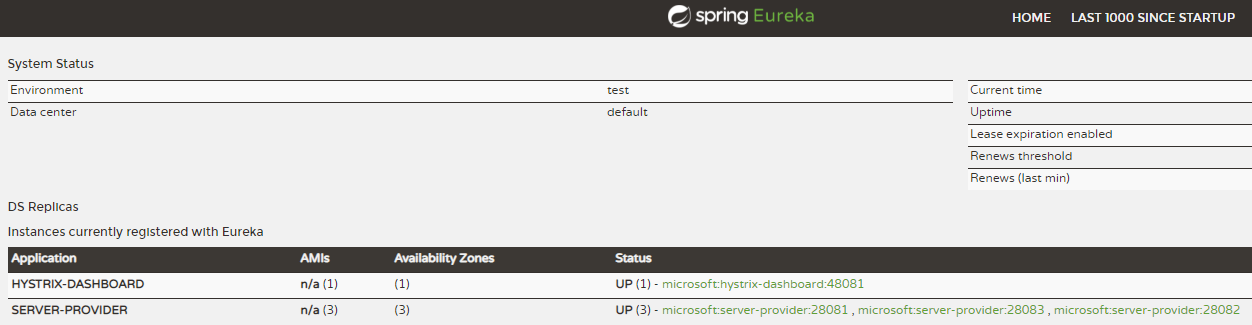 spring Eureka HOME LAST 1000 SINCE STARTUP
System Status
Environment test Current time
Data center default Uptime
Lease expiration enabled
Renews threshold
Renews (last min)
DS Replicas
Instances currently registered with Eureka
Application AMIs Availability Zones Status
HYSTRIX-DASHBOARD n/a (1) (1) UP (1) - microsoft:hystrix-dashboard:48081
SERVER-PROVIDER n/a (3) (3) UP (3) - microsoft:server-provider:28081 , microsoft:server-provider:28083 , microsoft:server-provider:28082